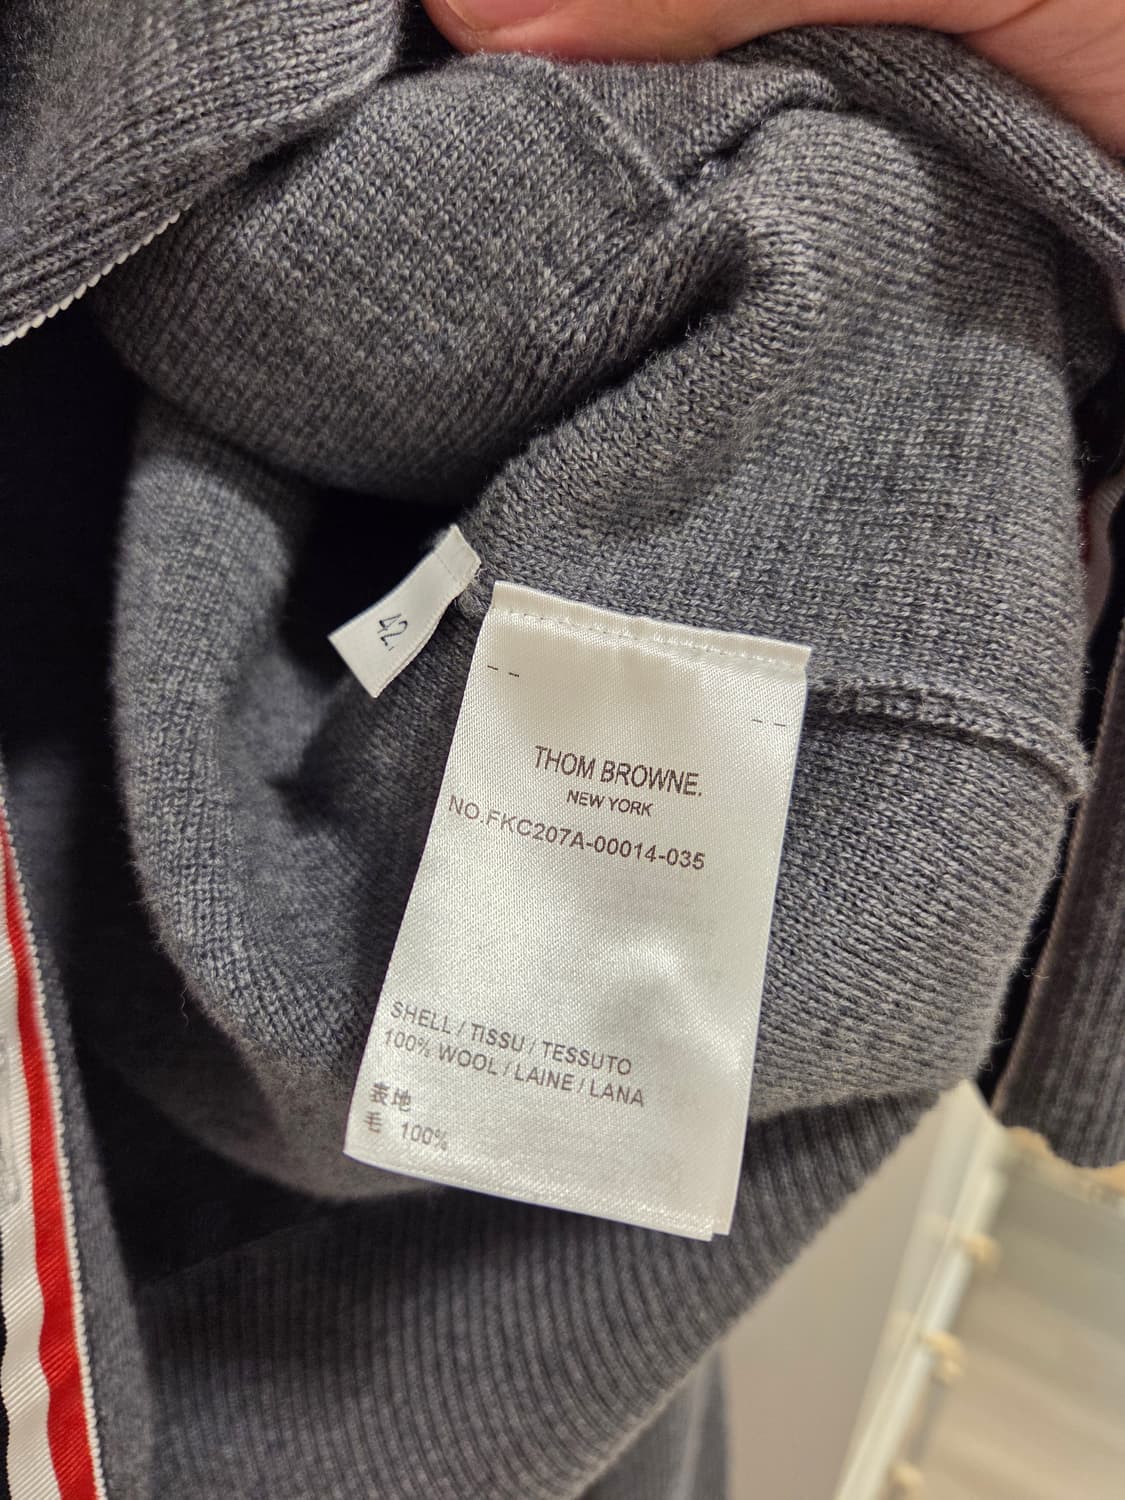 42
THOM BROWNE.
NEW YORK
NO.FKC207A-00014-035
SHELL / TISSU / TESSUTO
100% WOOL / LAINE / LANA
表地
毛 100%